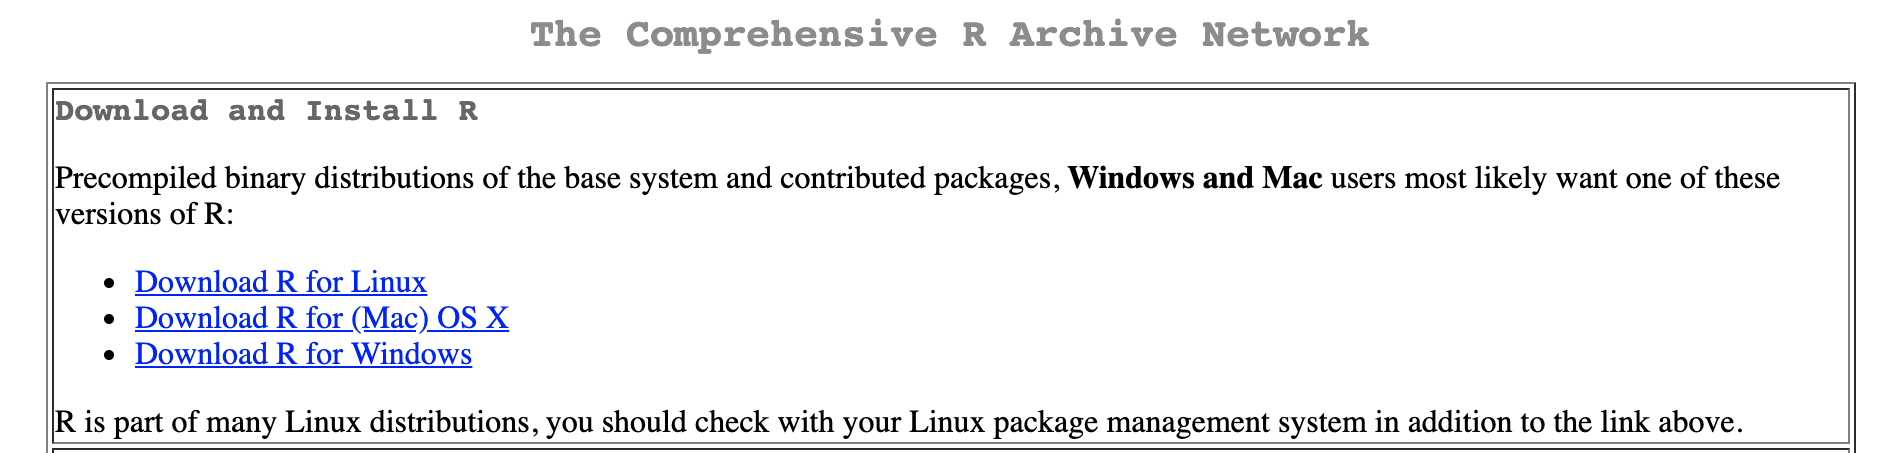 The Comprehensive R Archive Network
Download and Install R
Precompiled binary distributions of the base system and contributed packages, Windows and Mac users most likely want one of these
versions of R:
Download R for Linux
Download R for (Mac) OS X
Download R for Windows
R is part of many Linux distributions, you should check with your Linux package management system in addition to the link above.